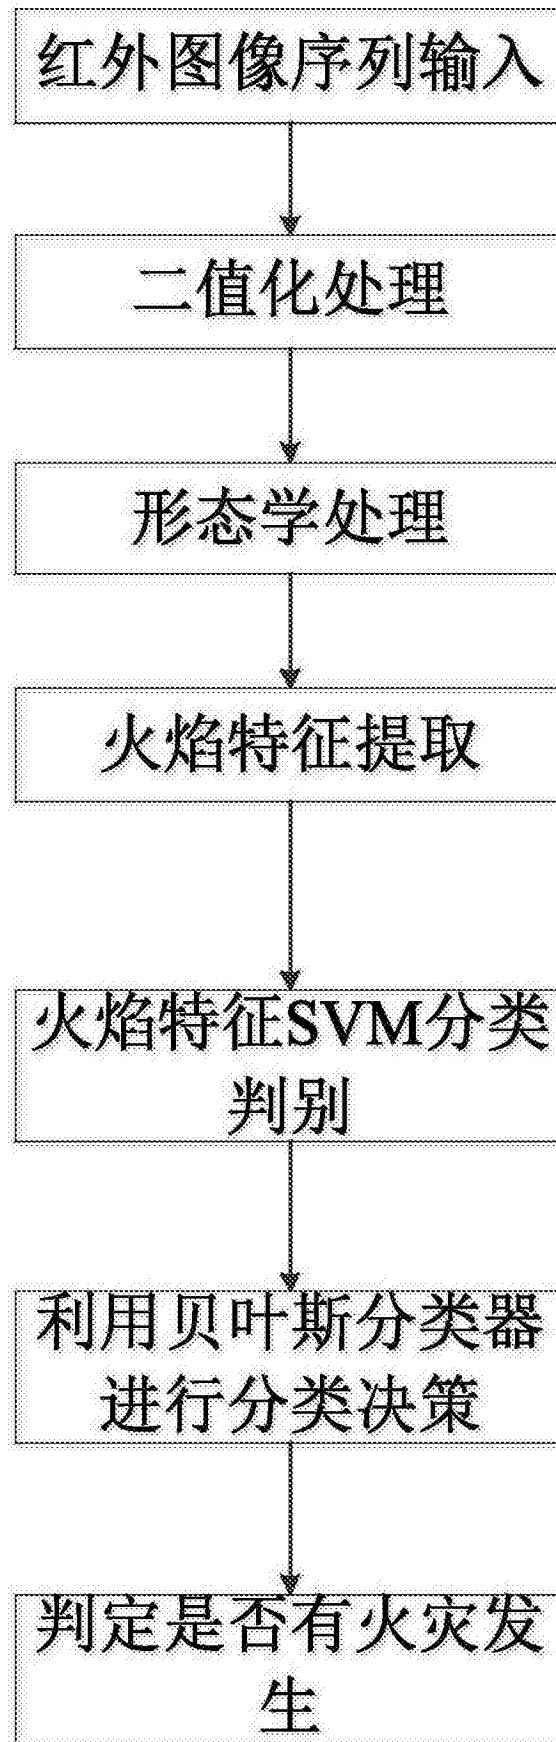 红外图像序列输入
二值化处理
形态学处理
火焰特征提取
火焰特征SVM分类
判别
利用贝叶斯分类器
进行分类决策
判定是否有火灾发
生